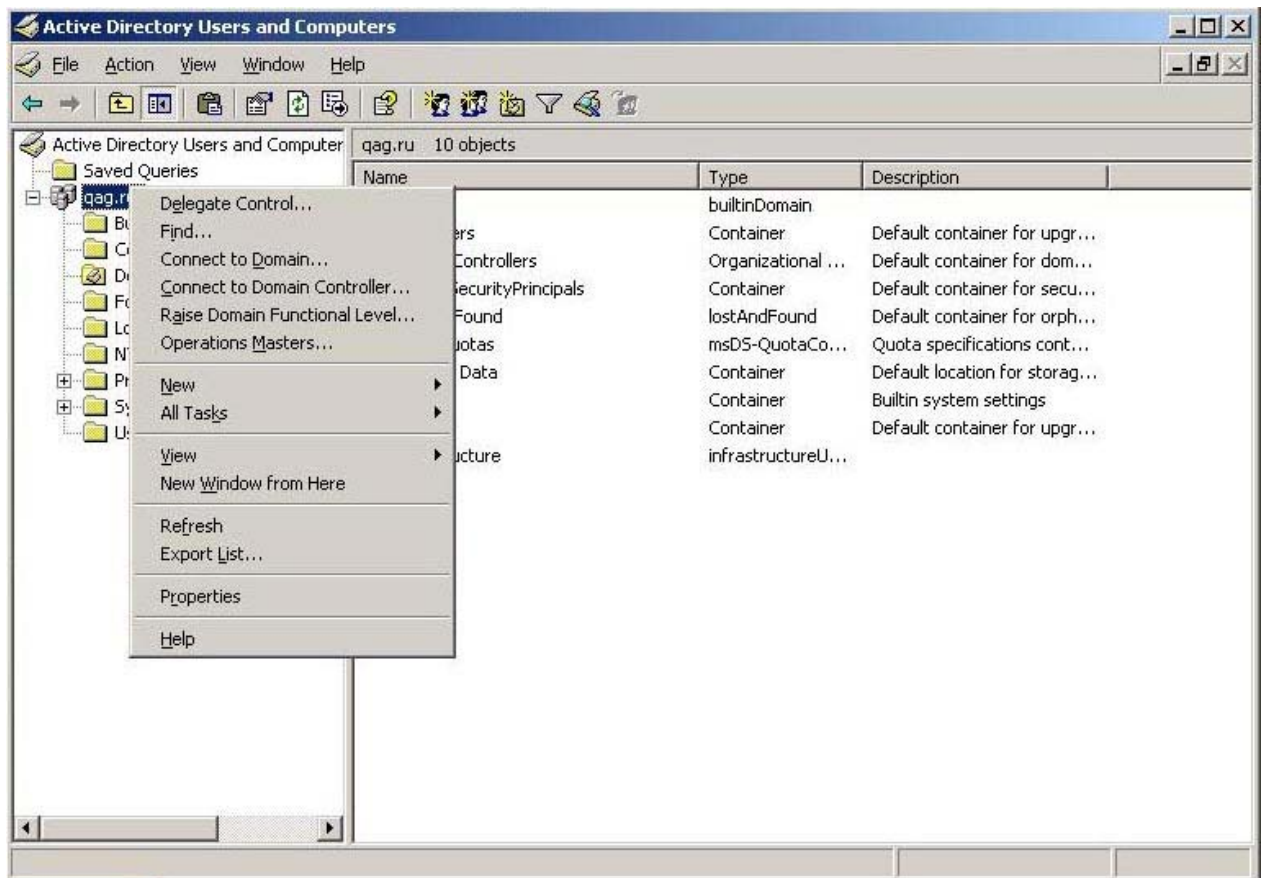 Active Directory Users and Computers
File Action View Window Help
Active Directory Users and Computer
Saved Queries
qag.ru 10 objects
Name Type Description
Delegate Control...
Find...
Connect to Domain...
Connect to Domain Controller...
Raise Domain Functional Level...
Operations Masters...
New
All Tasks
View
New Window from Here
Refresh
Export List...
Properties
Help
builtinDomain
Container Default container for upgr...
Controllers Organizational ... Default container for dom...
SecurityPrincipals Container Default container for secu...
Found lostAndFound Default container for orph...
msDS-QuotaCo... Quota specifications cont...
Data Container Default location for storag...
Container Builtin system settings
Container Default container for upgr...
infrastructureU...